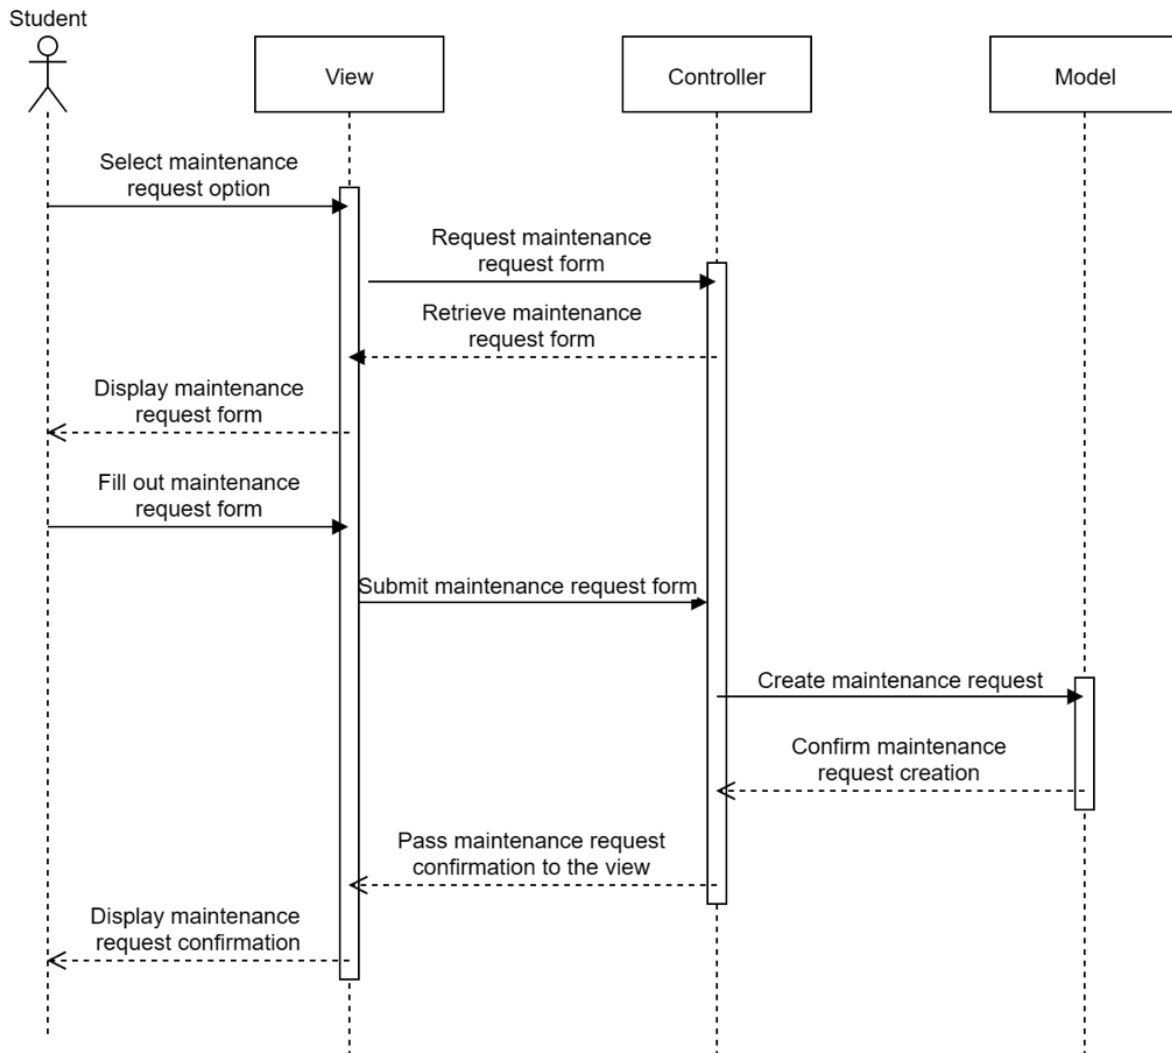 Student
View
Controller
Model
Select maintenance
request option
Request maintenance
request form
Retrieve maintenance
request form
Display maintenance
request form
Fill out maintenance
request form
Submit maintenance request form
Create maintenance request
Confirm maintenance
request creation
Pass maintenance request
confirmation to the view
Display maintenance
request confirmation